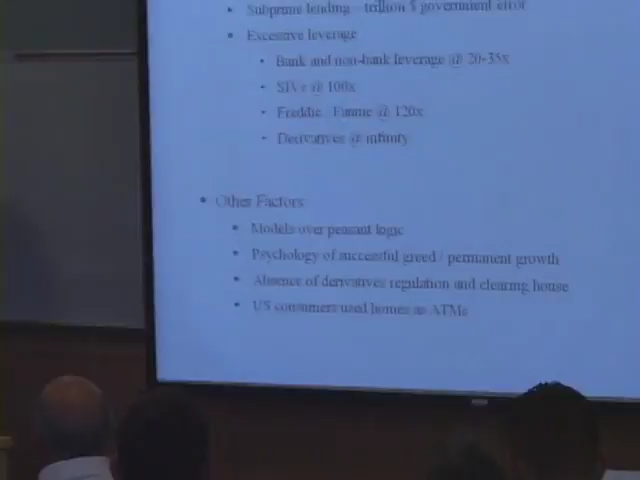 Subprime lending - trillion $ government error
Excessive leverage
Bank and non-bank leverage @ 20-35x
SIVs @ 100x
Freddie / Fannie @ 120x
Derivatives @ infinity
Other Factors
Models over peasant logic
Psychology of successful greed / permanent growth
Absence of derivatives regulation and clearing house
US consumers used homes as ATMs